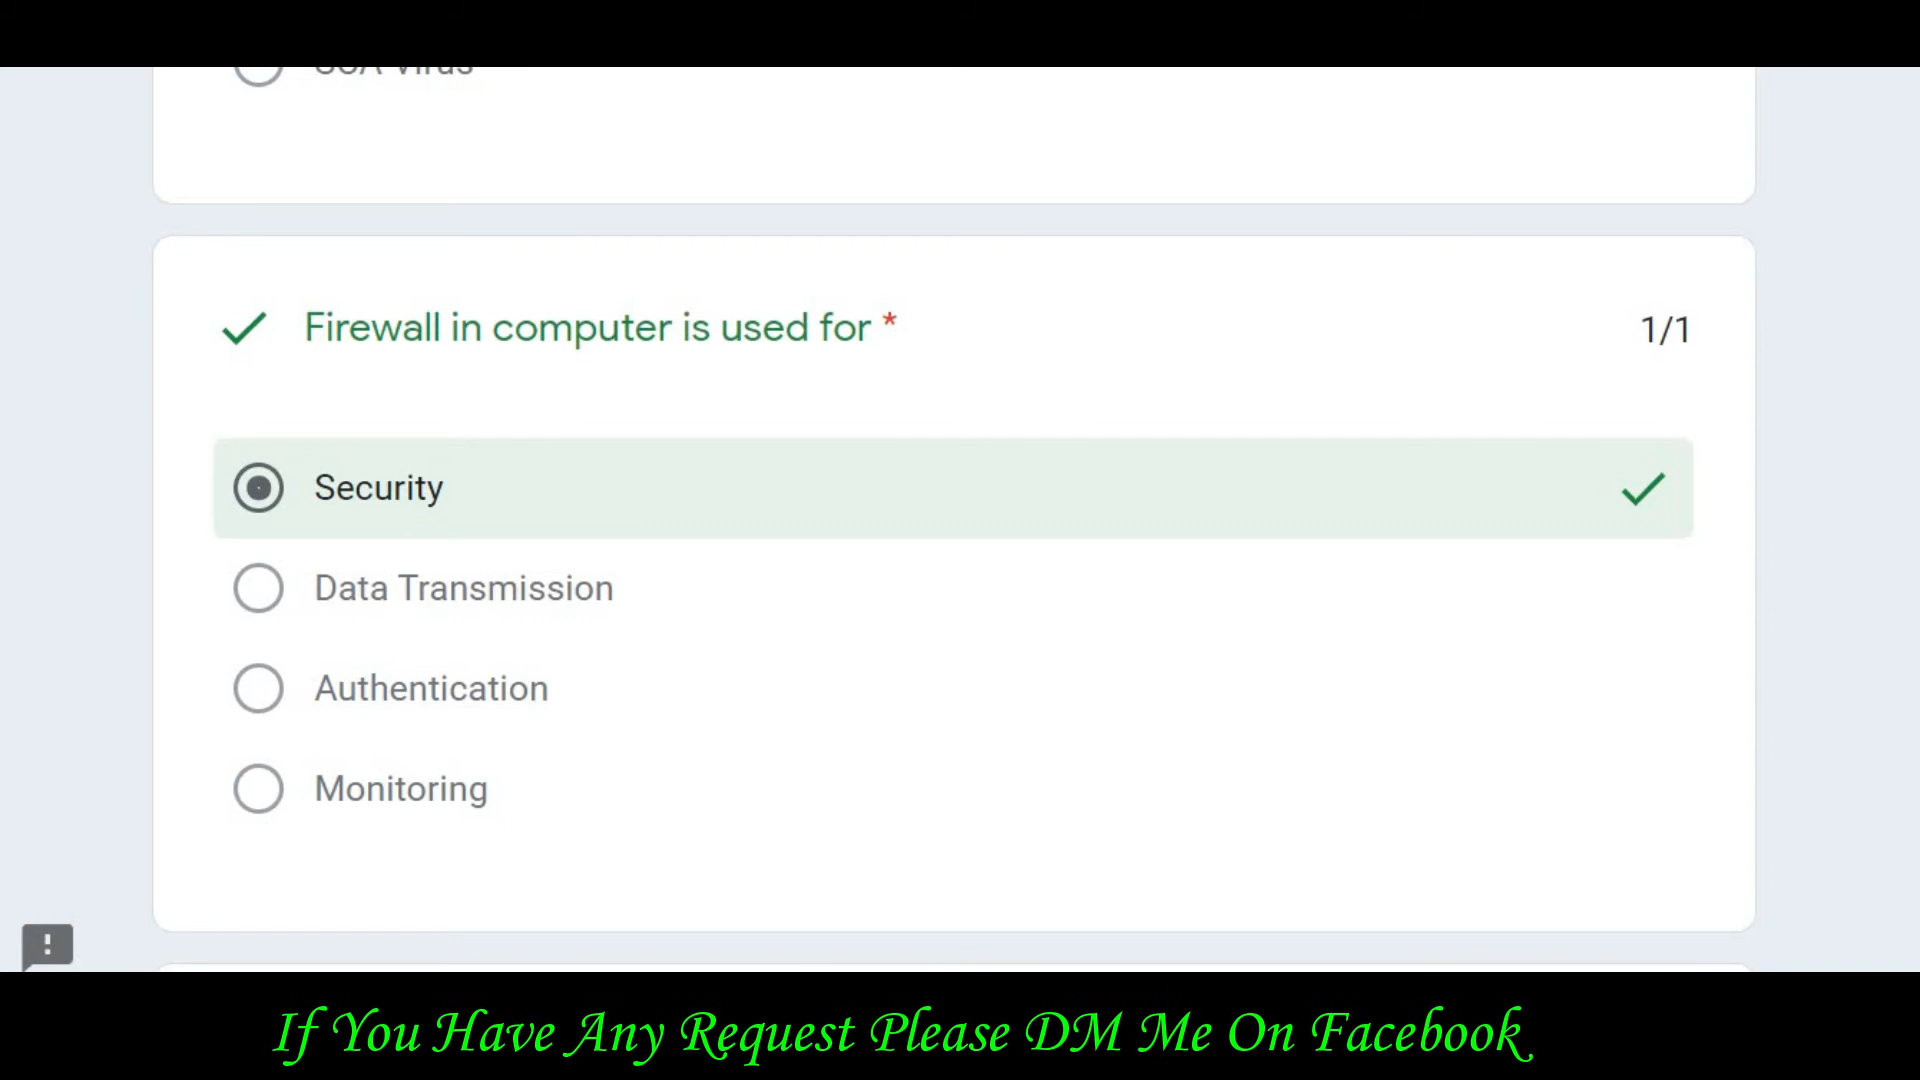 Virus
Firewall in computer is used for *
1/1
Security
Data Transmission
Authentication
Monitoring
If You Have Any Request Please DM Me On Facebook